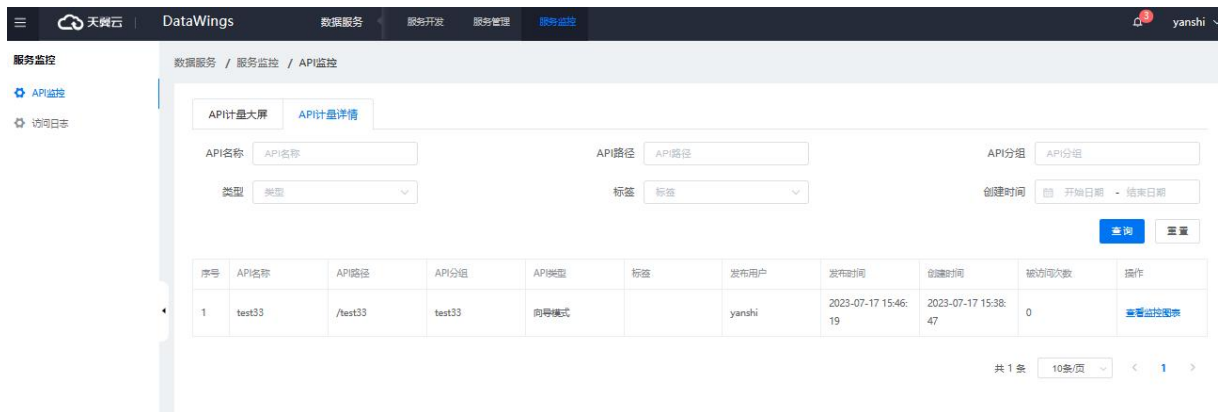 天翼云 DataWings 数据服务 服务开发 服务管理 服务监控 3 yanshi
服务监控
数据服务 / 服务监控 / API监控
API监控
访问日志
API计量大屏 API计量详情
API名称 API名称 API路径 API路径 API分组 API分组
类型 类型 标签 标签 创建时间 开始日期 - 结束日期
查询 重置
序号 API名称 API路径 API分组 API类型 标签 发布用户 发布时间 创建时间 被访问次数 操作
1 test33 /test33 test33 向导模式 yanshi 2023-07-17 15:46:19 2023-07-17 15:38:47 0 查看监控图表
共 1 条 10条/页 < 1 >